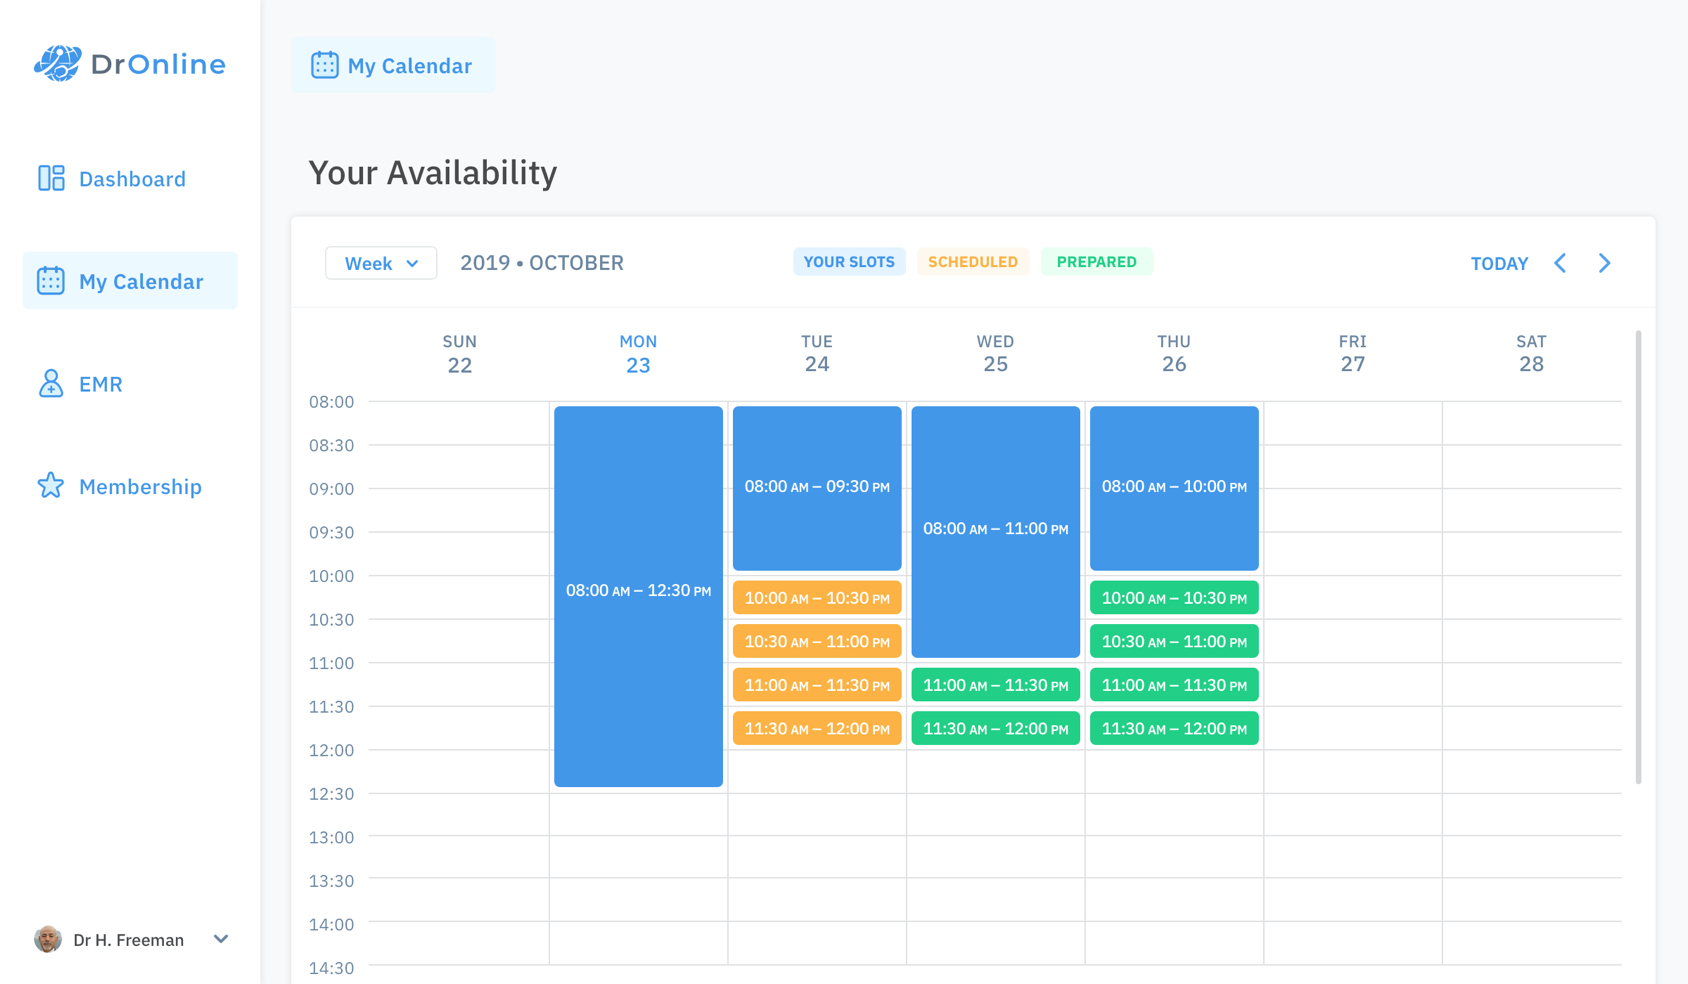 DrOnline
My Calendar
Dashboard
My Calendar
EMR
Membership
Dr H. Freeman
Your Availability
Week
2019 • OCTOBER
YOUR SLOTS
SCHEDULED
PREPARED
TODAY
SUN
22
MON
23
TUE
24
WED
25
THU
26
FRI
27
SAT
28
08:00
08:30
09:00
09:30
10:00
10:30
11:00
11:30
12:00
12:30
13:00
13:30
14:00
14:30
08:00 AM – 12:30 PM
08:00 AM – 09:30 PM
10:00 AM – 10:30 PM
10:30 AM – 11:00 PM
11:00 AM – 11:30 PM
11:30 AM – 12:00 PM
08:00 AM – 11:00 PM
11:00 AM – 11:30 PM
11:30 AM – 12:00 PM
08:00 AM – 10:00 PM
10:00 AM – 10:30 PM
10:30 AM – 11:00 PM
11:00 AM – 11:30 PM
11:30 AM – 12:00 PM